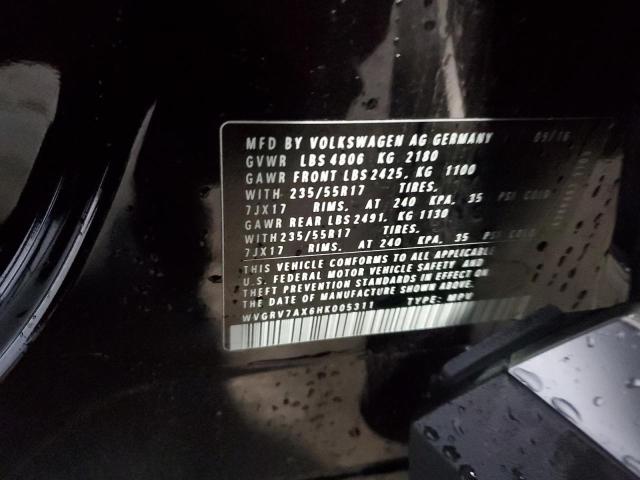 MFD BY VOLKSWAGEN AG GERMANY 09/16
GVWR LBS 4806 KG 2180
GAWR FRONT LBS 2425, KG 1100
WITH 235/55R17 TIRES,
7JX17 RIMS, AT 240 KPA, 35 PSI COLD
GAWR REAR LBS 2491, KG 1130
WITH 235/55R17 TIRES,
7JX17 RIMS, AT 240 KPA, 35 PSI COLD
THIS VEHICLE CONFORMS TO ALL APPLICABLE
U.S. FEDERAL MOTOR VEHICLE SAFETY AND
THEFT PREVENTION STANDARDS IN EFFECT ON
THE DATE OF MANUFACTURE SHOWN ABOVE.
WVGRV7AX6HK005311 TYPE: MPV